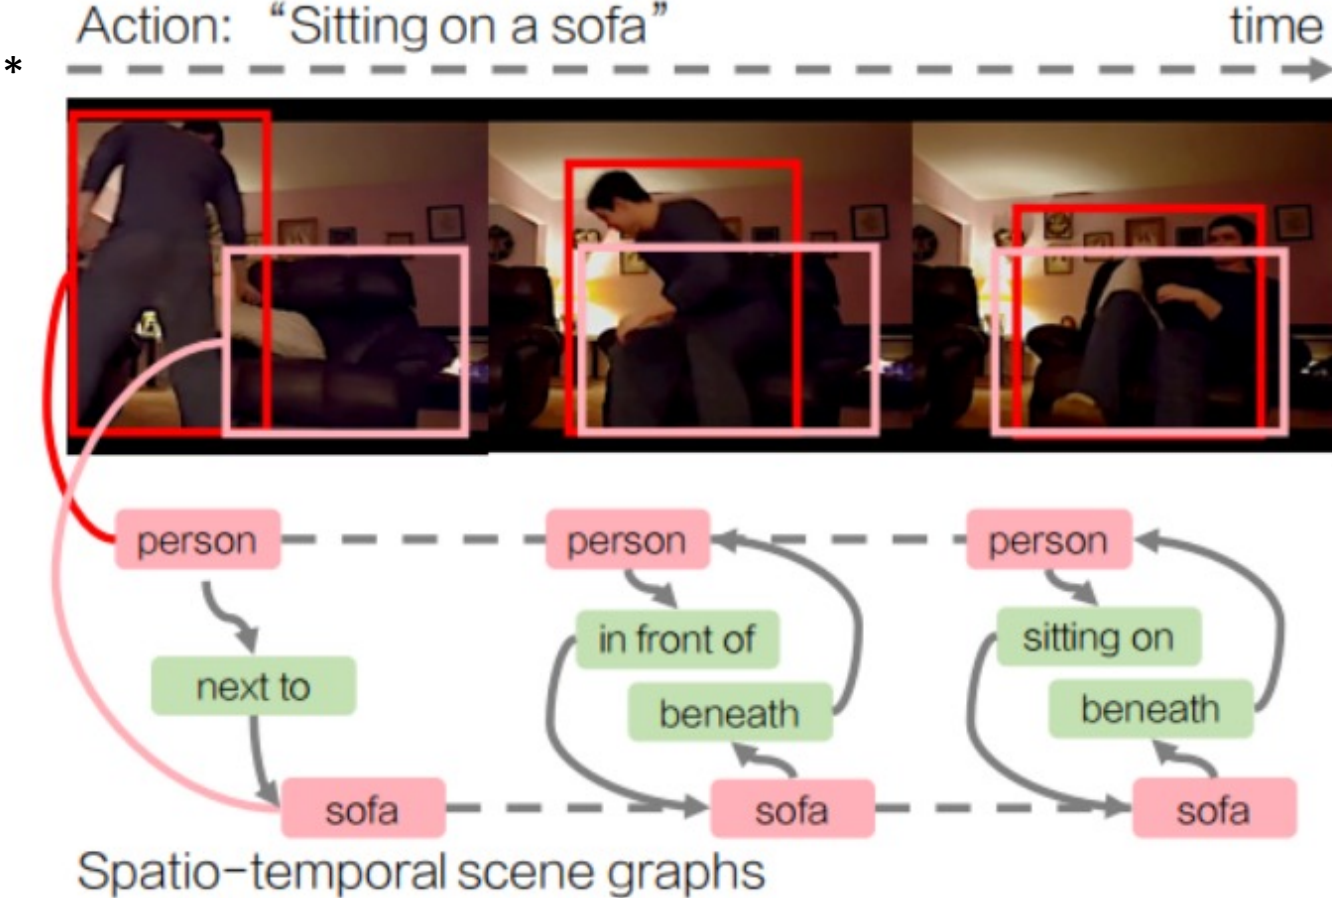 Action: “Sitting on a sofa”
time
*
person
person
person
in front of
sitting on
next to
beneath
beneath
sofa
sofa
sofa
Spatio-temporal scene graphs